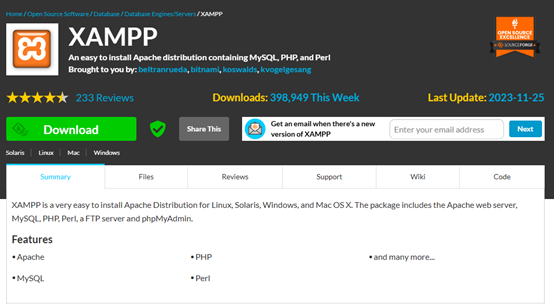 Home / Open Source Software / Database / Database Engines/Servers / XAMPP
XAMPP
OPEN SOURCE
EXCELLENCE
SOURCEFORGE
An easy to install Apache distribution containing MySQL, PHP, and Perl
Brought to you by: beltranrueda, bitnami, koswalds, kvogelgesang
233 Reviews
Downloads: 398,949 This Week
Last Update: 2023-11-25
Download
Share This
Get an email when there's a new
version of XAMPP
Enter your email address
Next
Solaris Linux Mac Windows
Summary Files Reviews Support Wiki Code
XAMPP is a very easy to install Apache Distribution for Linux, Solaris, Windows, and Mac OS X. The package includes the Apache web server,
MySQL, PHP, Perl, a FTP server and phpMyAdmin.
Features
• Apache • PHP • and many more...
• MySQL • Perl